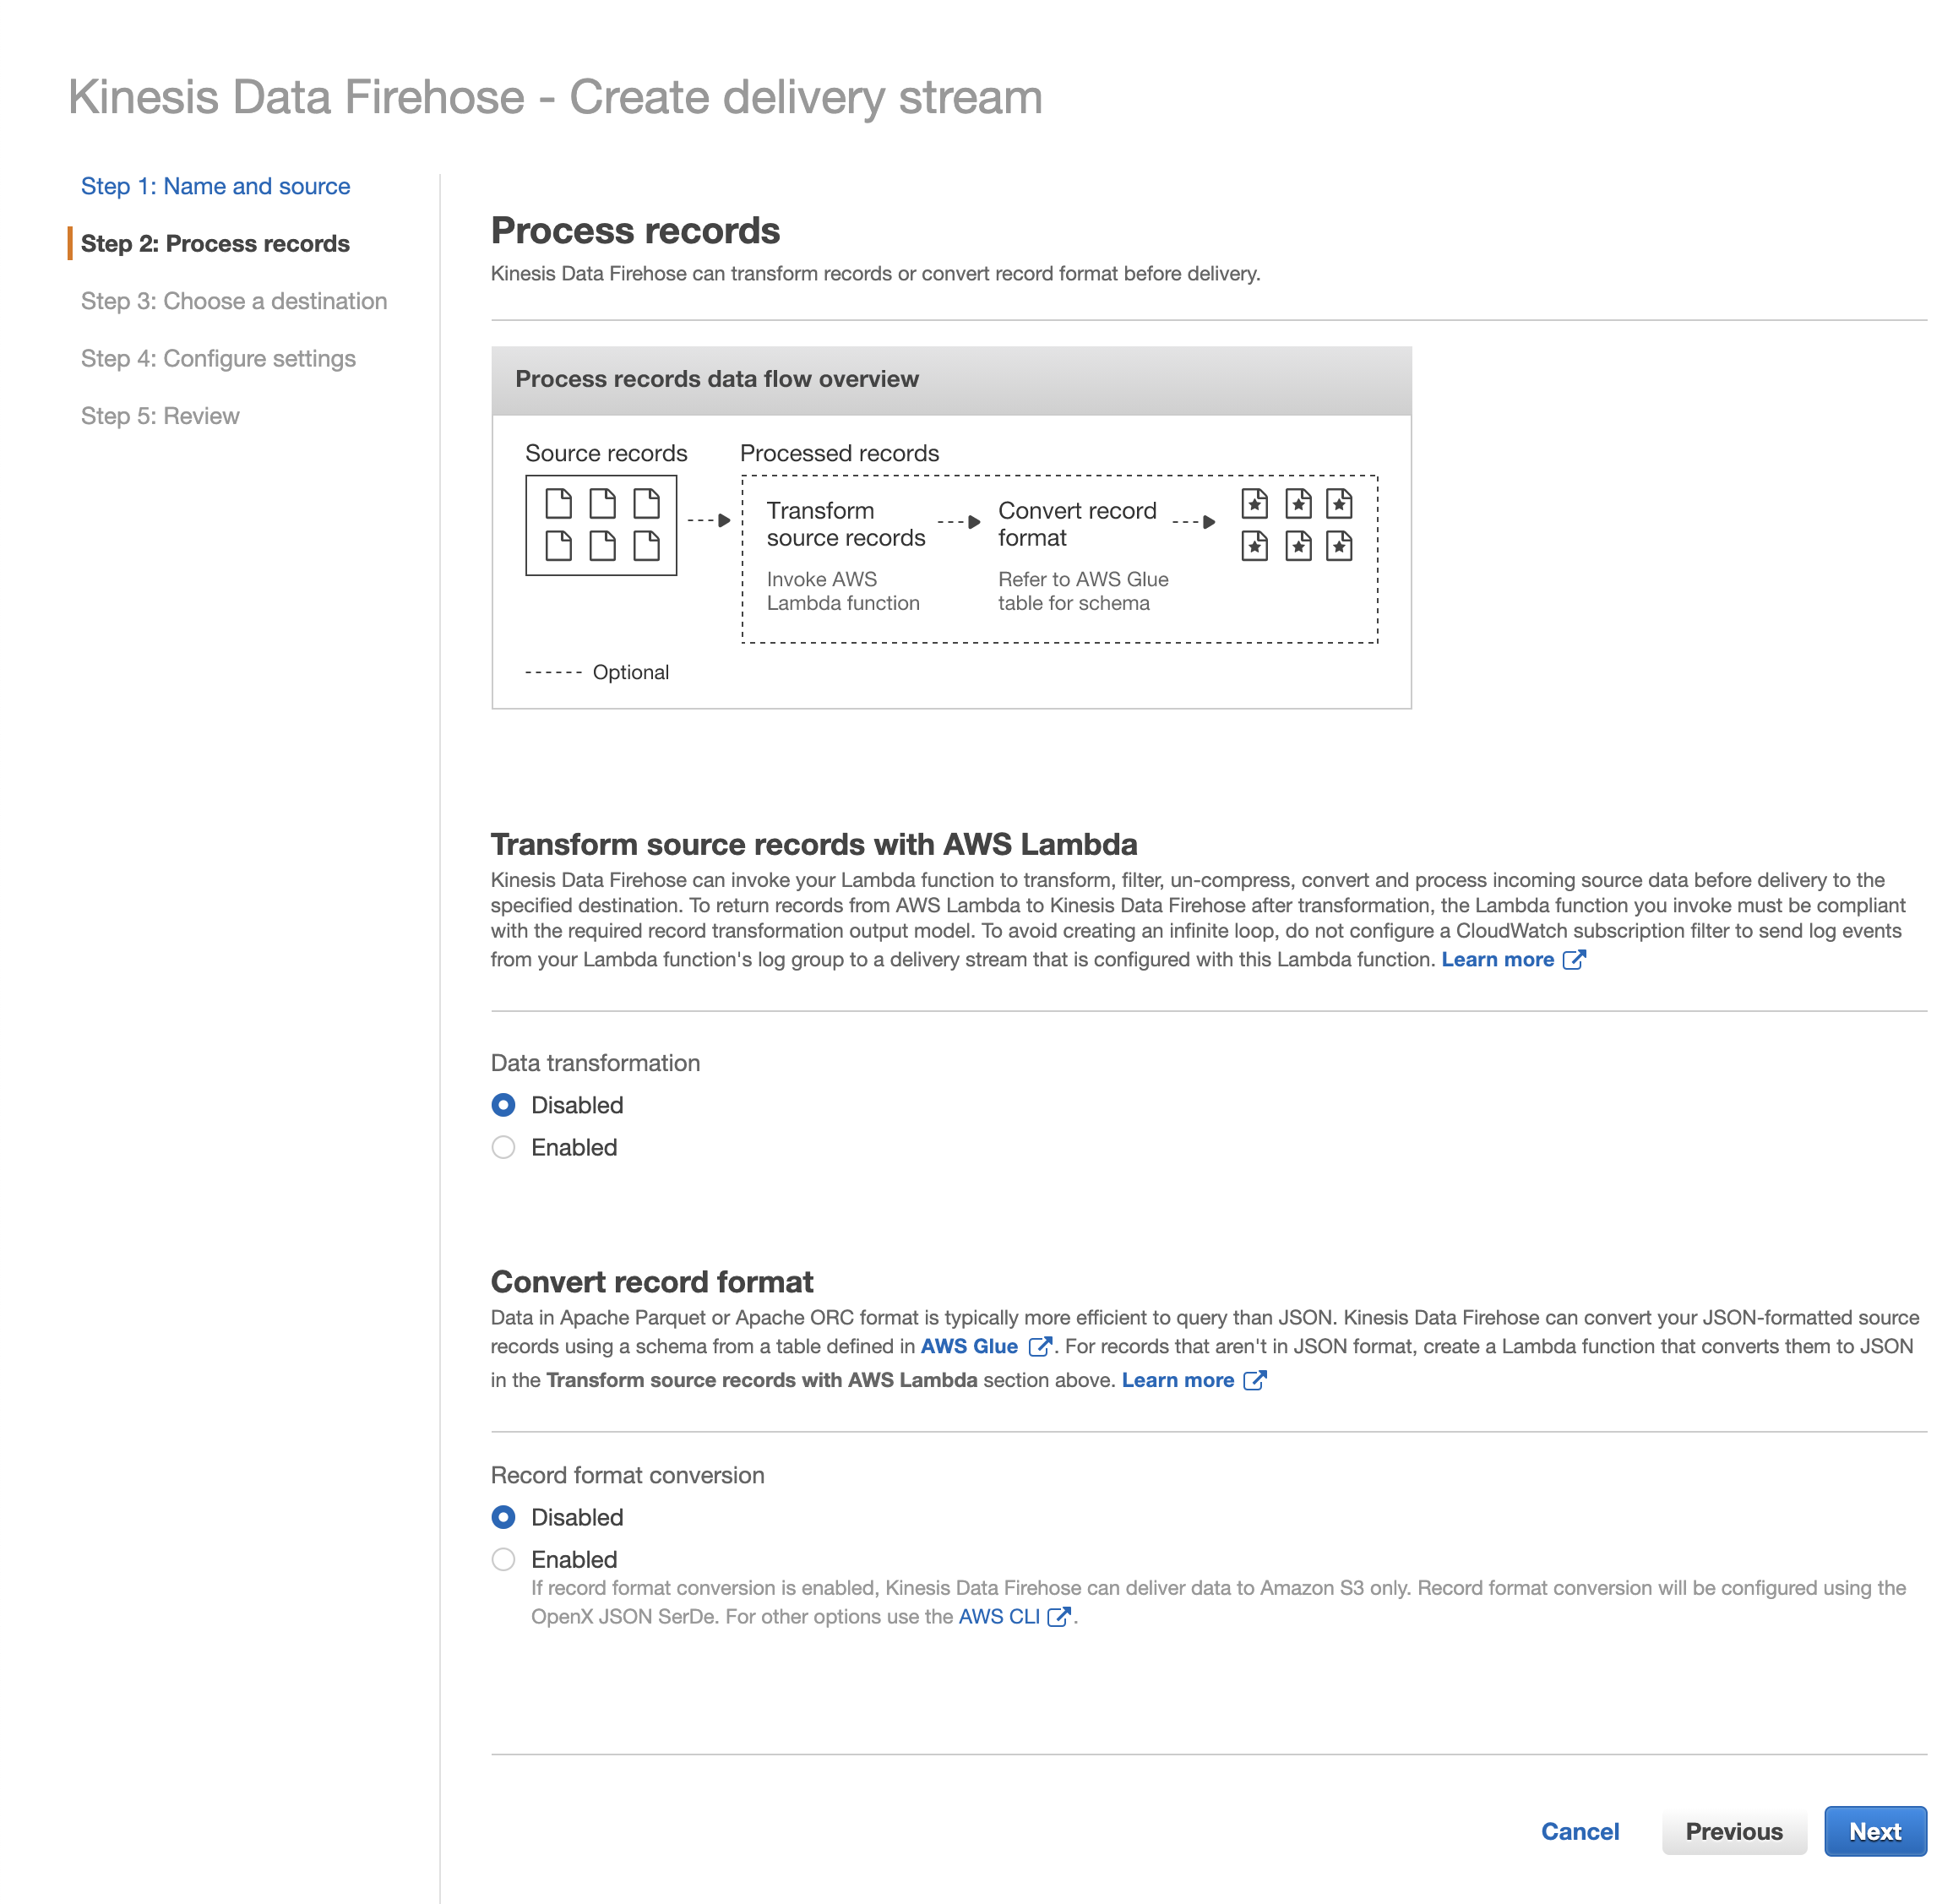 Kinesis Data Firehose - Create delivery stream
Step 1: Name and source
Step 2: Process records
Step 3: Choose a destination
Step 4: Configure settings
Step 5: Review
Process records
Kinesis Data Firehose can transform records or convert record format before delivery.
Process records data flow overview
Source records
Processed records
Transform
source records
Invoke AWS
Lambda function
Convert record
format
Refer to AWS Glue
table for schema
------ Optional
Transform source records with AWS Lambda
Kinesis Data Firehose can invoke your Lambda function to transform, filter, un-compress, convert and process incoming source data before delivery to the
specified destination. To return records from AWS Lambda to Kinesis Data Firehose after transformation, the Lambda function you invoke must be compliant
with the required record transformation output model. To avoid creating an infinite loop, do not configure a CloudWatch subscription filter to send log events
from your Lambda function's log group to a delivery stream that is configured with this Lambda function. Learn more
Data transformation
Disabled
Enabled
Convert record format
Data in Apache Parquet or Apache ORC format is typically more efficient to query than JSON. Kinesis Data Firehose can convert your JSON-formatted source
records using a schema from a table defined in AWS Glue . For records that aren't in JSON format, create a Lambda function that converts them to JSON
in the Transform source records with AWS Lambda section above. Learn more
Record format conversion
Disabled
Enabled
If record format conversion is enabled, Kinesis Data Firehose can deliver data to Amazon S3 only. Record format conversion will be configured using the
OpenX JSON SerDe. For other options use the AWS CLI .
Cancel
Previous
Next